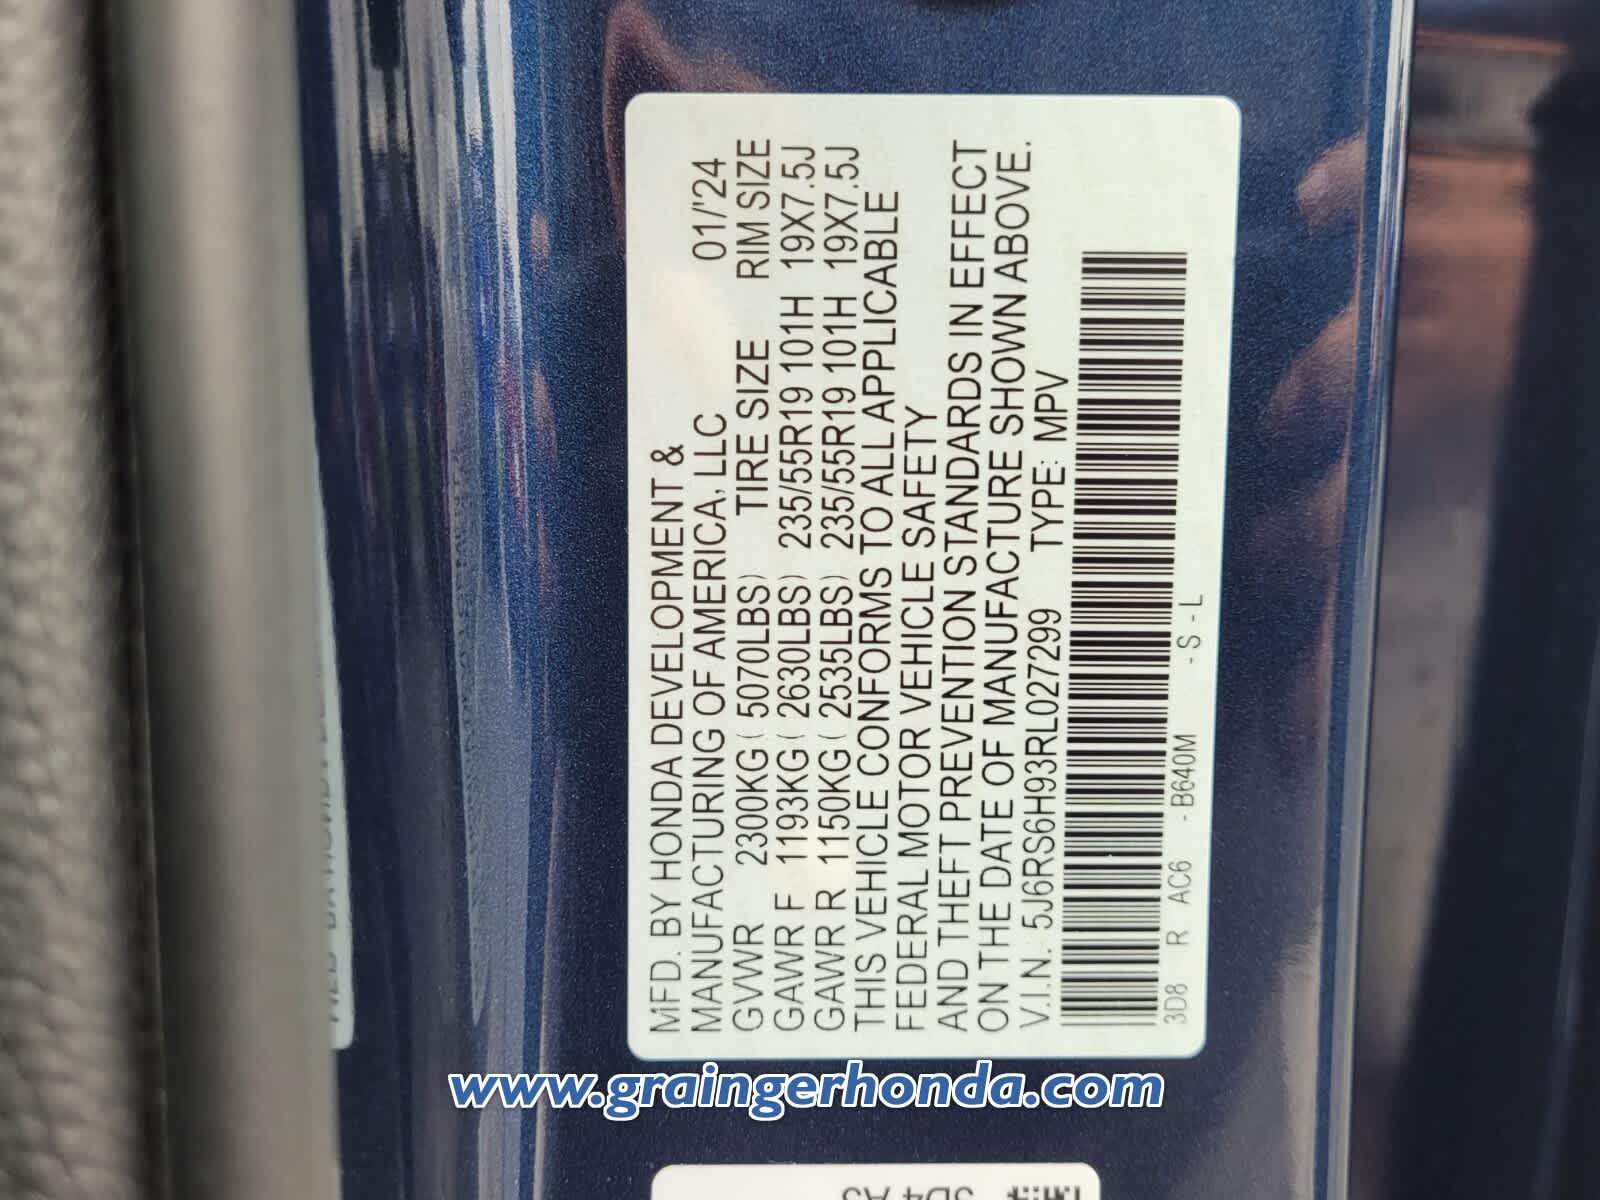 MFD. BY HONDA DEVELOPMENT &
MANUFACTURING OF AMERICA, LLC 01/'24
GVWR 2300KG ( 5070LBS) TIRE SIZE RIM SIZE
GAWR F 1193KG ( 2630LBS) 235/55R19 101H 19X7.5J
GAWR R 1150KG ( 2535LBS) 235/55R19 101H 19X7.5J
THIS VEHICLE CONFORMS TO ALL APPLICABLE
FEDERAL MOTOR VEHICLE SAFETY
AND THEFT PREVENTION STANDARDS IN EFFECT
ON THE DATE OF MANUFACTURE SHOWN ABOVE.
V.I.N.: 5J6RS6H93RL027299 TYPE: MPV
3D8 R AC6 - B640M - S - L
www.graingerhonda.com